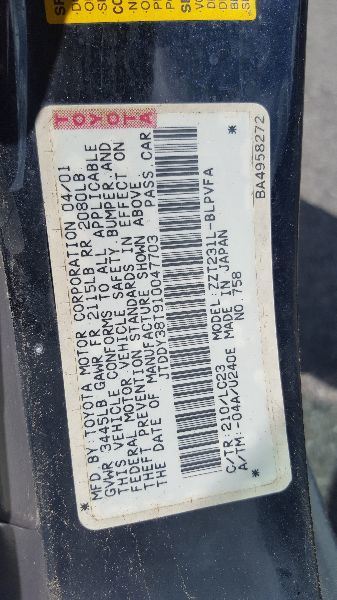 TOYOTA
MFD BY: TOYOTA MOTOR CORPORATION 04/01
GVWR 3445LB GAWR FR 2115LB RR 2080LB
THIS VEHICLE CONFORMS TO ALL APPLICABLE
FEDERAL MOTOR VEHICLE SAFETY, BUMPER, AND
THEFT PREVENTION STANDARDS IN EFFECT ON
THE DATE OF MANUFACTURE SHOWN ABOVE.
JTDDY38T910047703 PASS. CAR
C/TR: 210/LC23 MODEL: ZZT231L-BLPVFA
A/TM: -04A/U240E MADE IN JAPAN
NO. 758
BA4958272